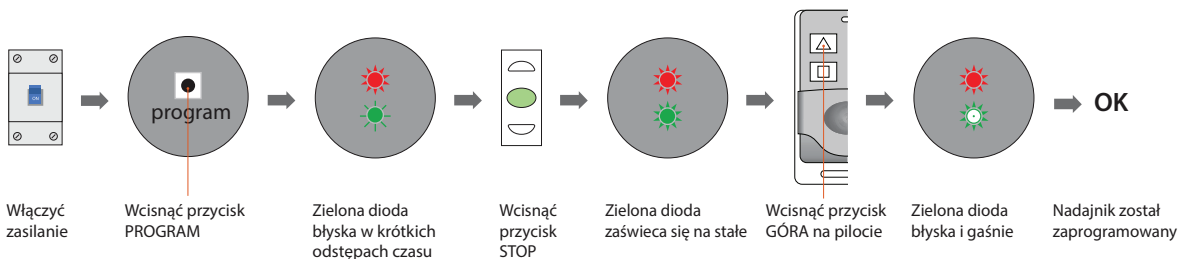 ON
program
OK
Włączyć
zasilanie
Wcisnąć przycisk
PROGRAM
Zielona dioda
błyska w krótkich
odstępach czasu
Wcisnąć
przycisk
STOP
Zielona dioda
zaświeca się na stałe
Wcisnąć przycisk
GÓRA na pilocie
Zielona dioda
błyska i gaśnie
Nadajnik został
zaprogramowany